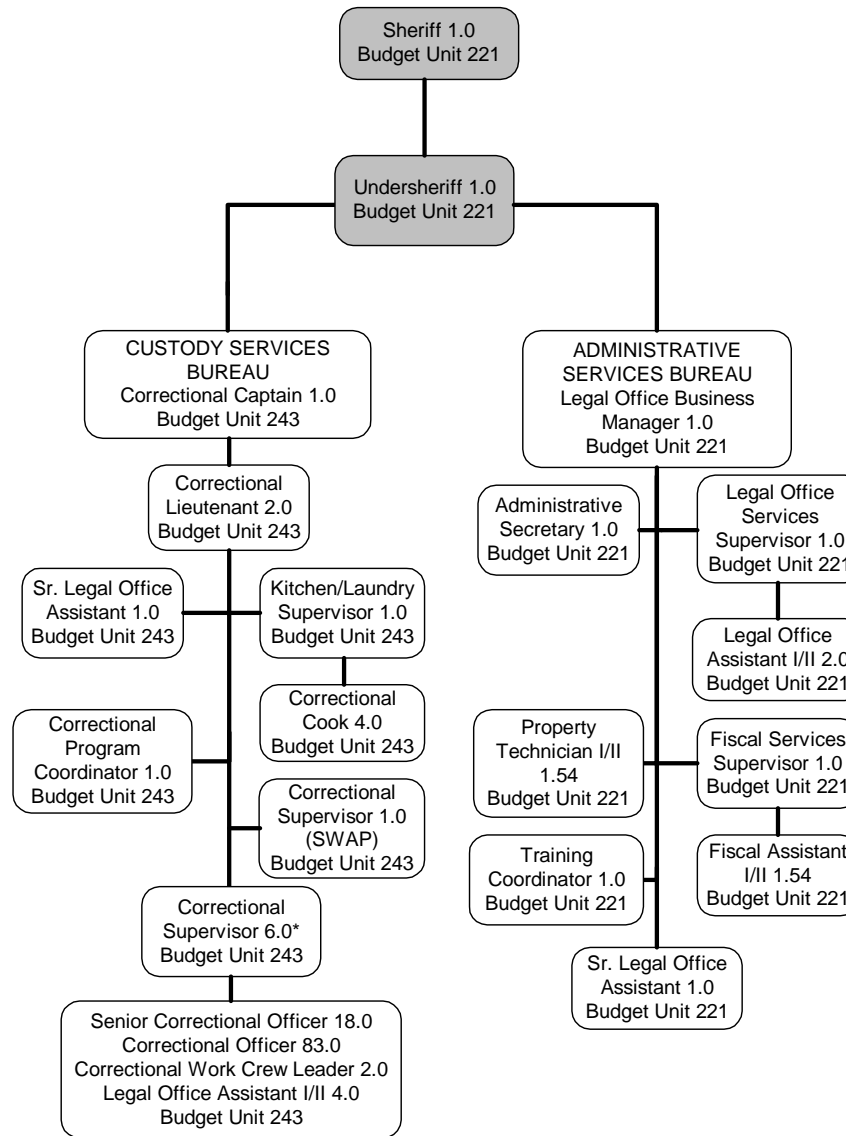 Sheriff 1.0
Budget Unit 221
Undersheriff 1.0
Budget Unit 221
CUSTODY SERVICES
BUREAU
Correctional Captain 1.0
Budget Unit 243
Correctional
Lieutenant 2.0
Budget Unit 243
Sr. Legal Office
Assistant 1.0
Budget Unit 243
Kitchen/Laundry
Supervisor 1.0
Budget Unit 243
Correctional
Cook 4.0
Budget Unit 243
Correctional
Program
Coordinator 1.0
Budget Unit 243
Correctional
Supervisor 1.0
(SWAP)
Budget Unit 243
Correctional
Supervisor 6.0*
Budget Unit 243
Senior Correctional Officer 18.0
Correctional Officer 83.0
Correctional Work Crew Leader 2.0
Legal Office Assistant I/II 4.0
Budget Unit 243
ADMINISTRATIVE
SERVICES BUREAU
Legal Office Business
Manager 1.0
Budget Unit 221
Administrative
Secretary 1.0
Budget Unit 221
Legal Office
Services
Supervisor 1.0
Budget Unit 221
Legal Office
Assistant I/II 2.0
Budget Unit 221
Property
Technician I/II
1.54
Budget Unit 221
Fiscal Services
Supervisor 1.0
Budget Unit 221
Fiscal Assistant
I/II 1.54
Budget Unit 221
Training
Coordinator 1.0
Budget Unit 221
Sr. Legal Office
Assistant 1.0
Budget Unit 221